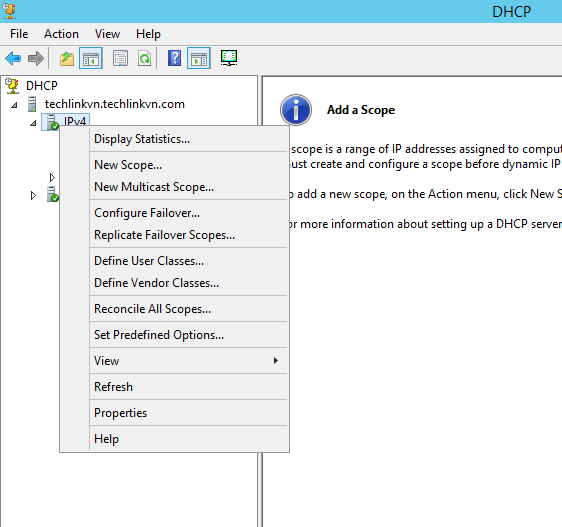 DHCP
File Action View Help
DHCP
techlinkvn.techlinkvn.com
IPv4
Display Statistics...
New Scope...
New Multicast Scope...
Configure Failover...
Replicate Failover Scopes...
Define User Classes...
Define Vendor Classes...
Reconcile All Scopes...
Set Predefined Options...
View
Refresh
Properties
Help
Add a Scope
scope is a range of IP addresses assigned to
must create and configure a scope before dynamic IP
add a new scope, on the Action menu, click New
more information about setting up a DHCP server